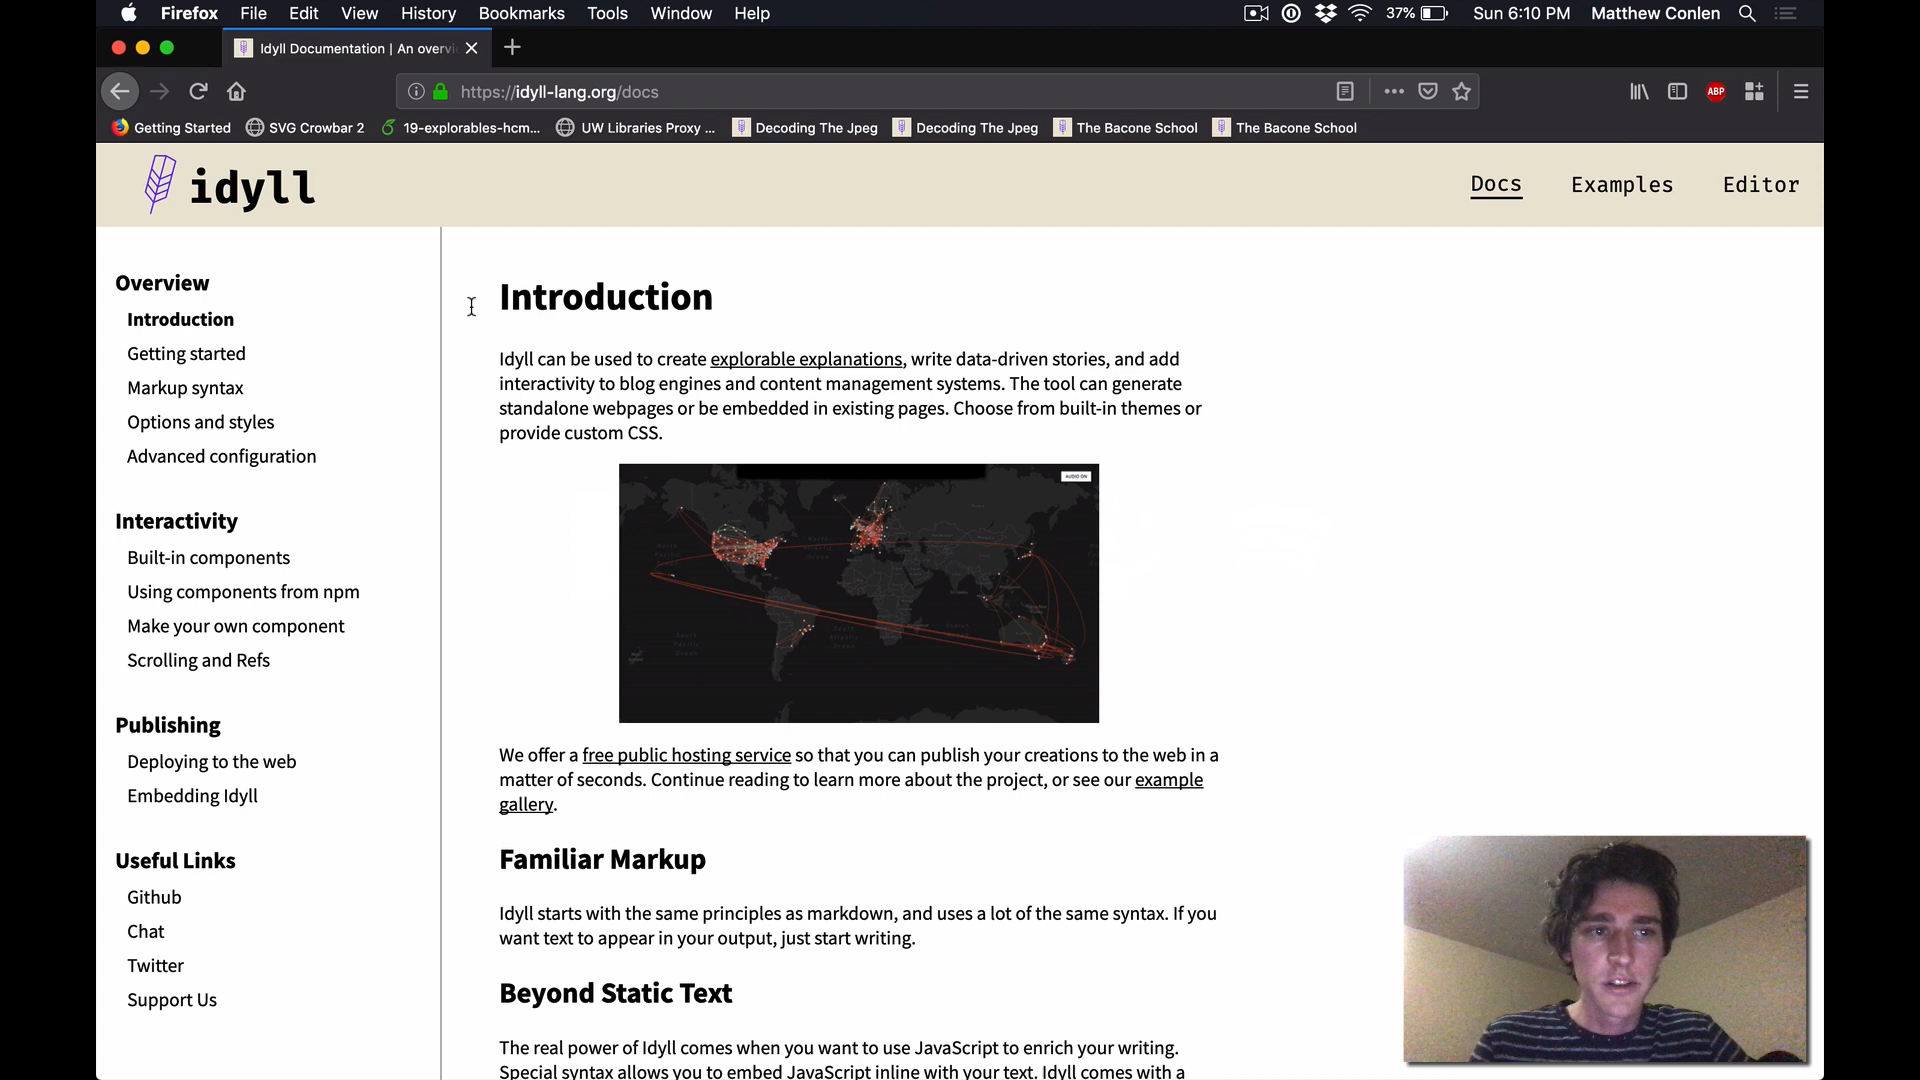 Firefox File Edit View History Bookmarks Tools Window Help 37% Sun 6:10 PM Matthew Conlen
Idyll Documentation | An overvi
https://idyll-lang.org/docs
ABP
Getting Started SVG Crowbar 2 19-explorables-hcm... UW Libraries Proxy ... Decoding The Jpeg Decoding The Jpeg The Bacone School The Bacone School
idyll
Docs Examples Editor
Overview
Introduction
Getting started
Markup syntax
Options and styles
Advanced configuration
Interactivity
Built-in components
Using components from npm
Make your own component
Scrolling and Refs
Publishing
Deploying to the web
Embedding Idyll
Useful Links
Github
Chat
Twitter
Support Us
Introduction
Idyll can be used to create explorable explanations, write data-driven stories, and add
interactivity to blog engines and content management systems. The tool can generate
standalone webpages or be embedded in existing pages. Choose from built-in themes or
provide custom CSS.
AUDIO ON
We offer a free public hosting service so that you can publish your creations to the web in a
matter of seconds. Continue reading to learn more about the project, or see our example
gallery.
Familiar Markup
Idyll starts with the same principles as markdown, and uses a lot of the same syntax. If you
want text to appear in your output, just start writing.
Beyond Static Text
The real power of Idyll comes when you want to use JavaScript to enrich your writing.
Special syntax allows you to embed JavaScript inline with your text. Idyll comes with a